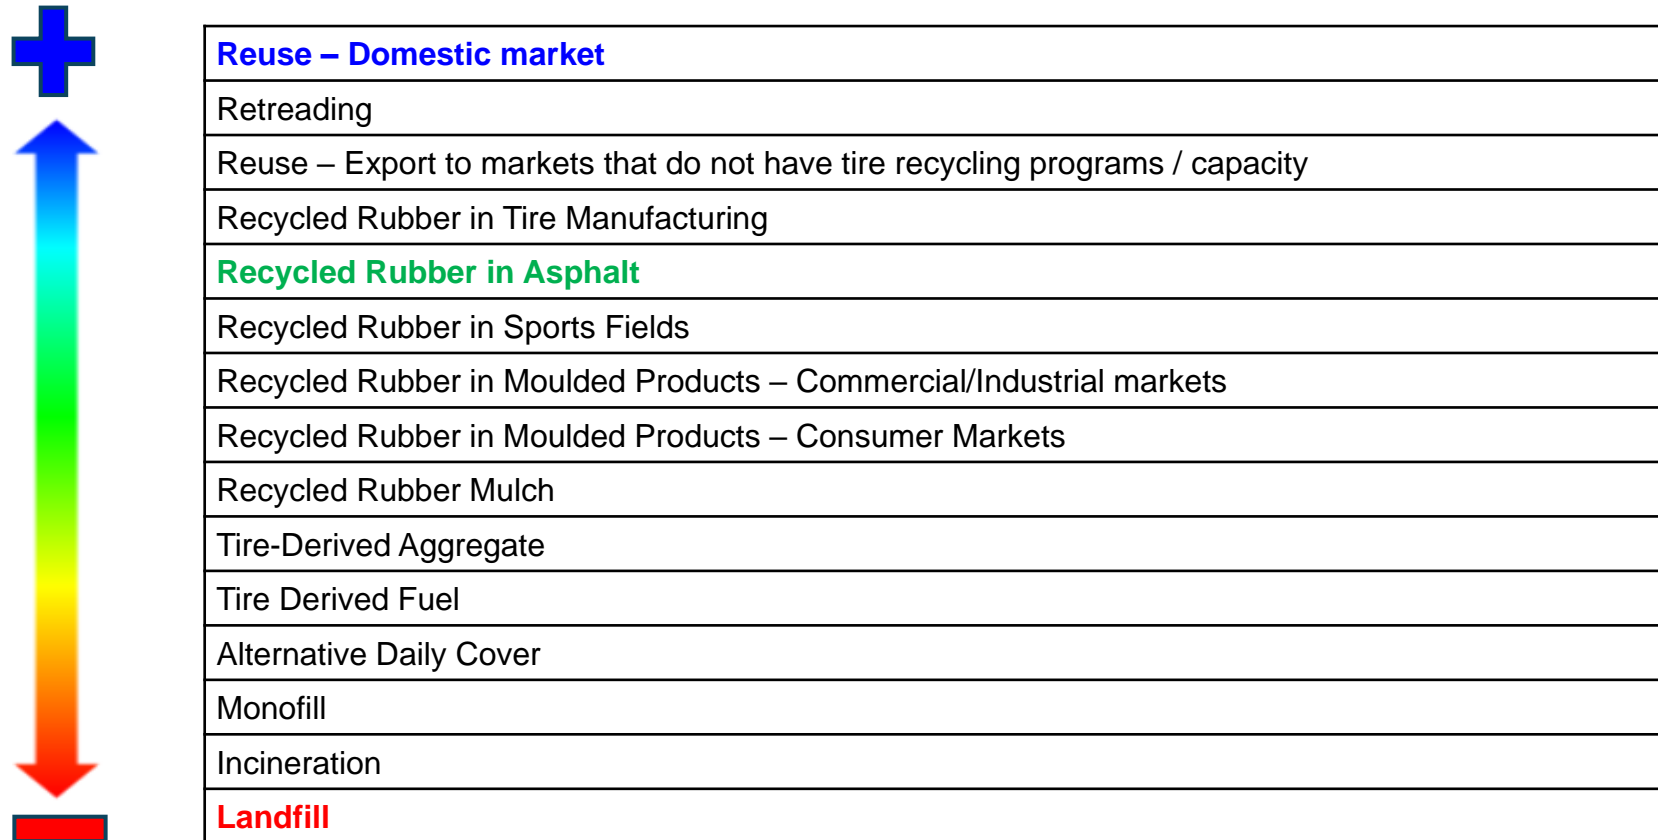 Reuse – Domestic market
Retreading
Reuse – Export to markets that do not have tire recycling programs / capacity
Recycled Rubber in Tire Manufacturing
Recycled Rubber in Asphalt
Recycled Rubber in Sports Fields
Recycled Rubber in Moulded Products – Commercial/Industrial markets
Recycled Rubber in Moulded Products – Consumer Markets
Recycled Rubber Mulch
Tire-Derived Aggregate
Tire Derived Fuel
Alternative Daily Cover
Monofill
Incineration
Landfill